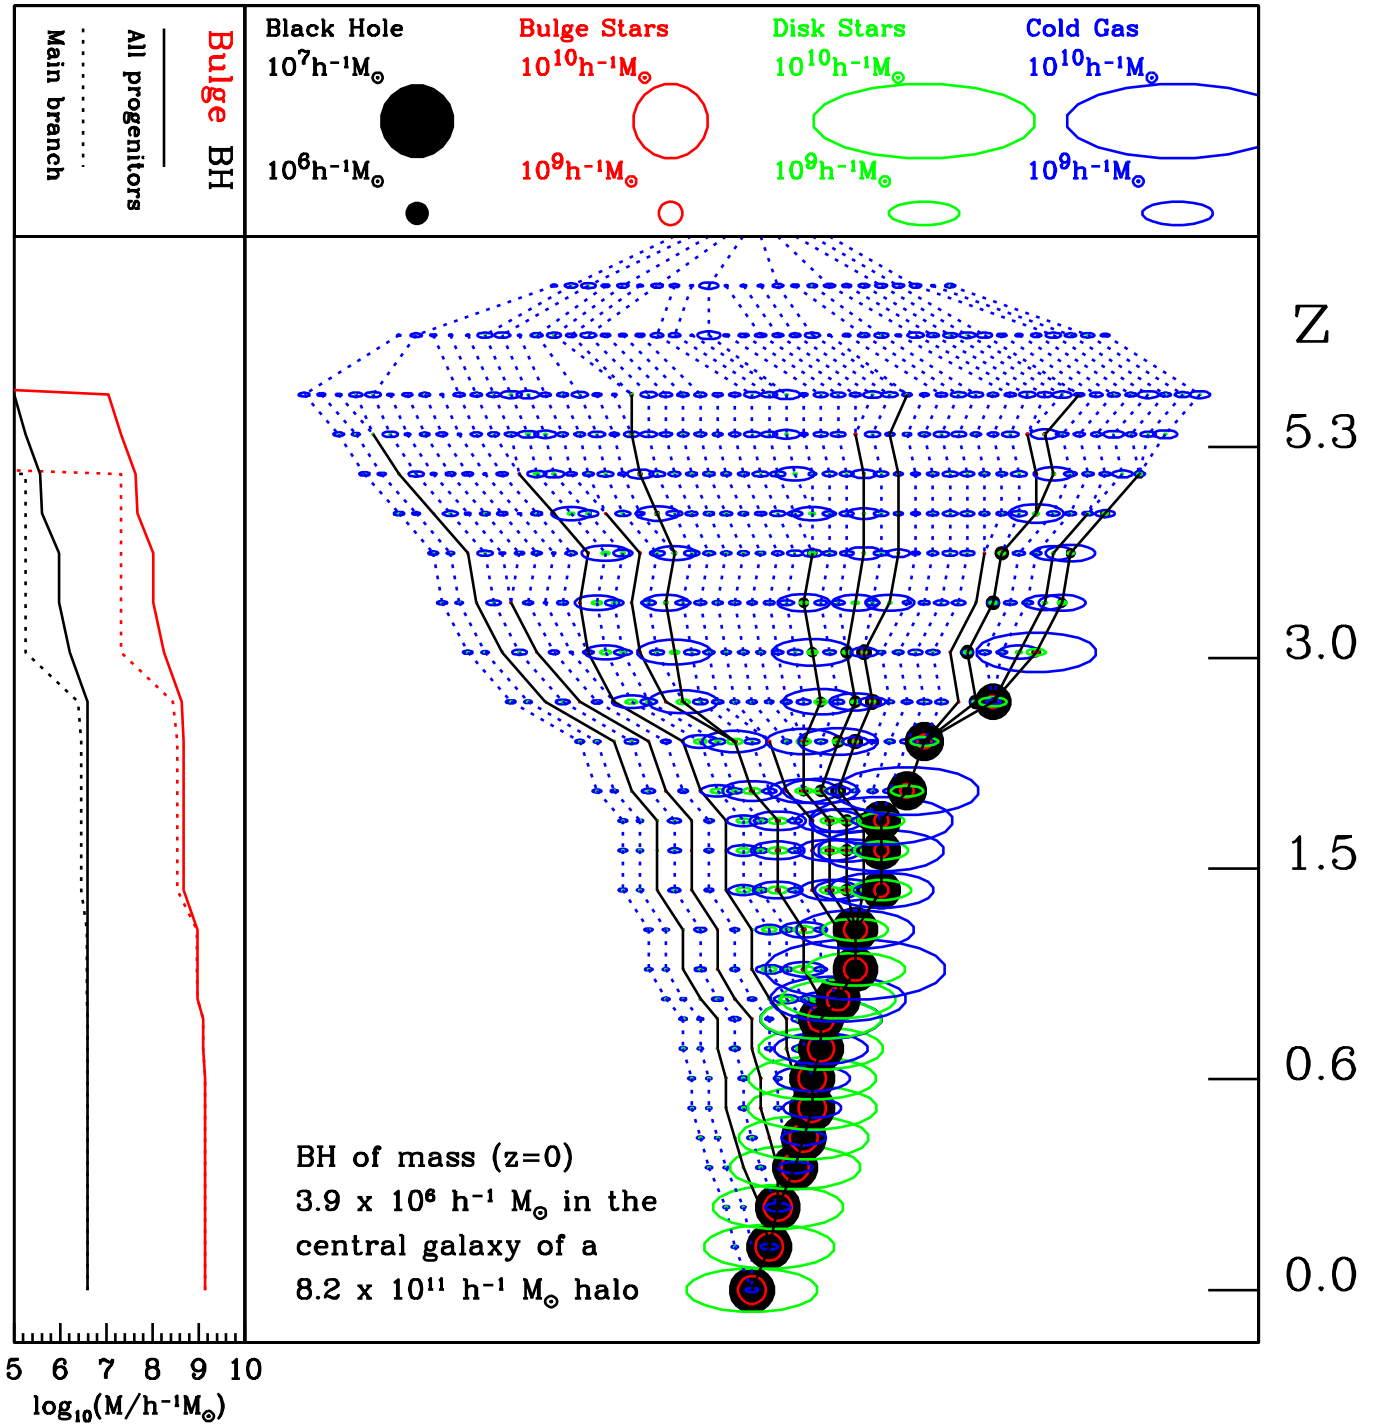 Bulge BH
All progenitors
Main branch
Black Hole
10⁷h⁻¹M☉
10⁶h⁻¹M☉
Bulge Stars
10¹⁰h⁻¹M☉
10⁹h⁻¹M☉
Disk Stars
10¹⁰h⁻¹M☉
10⁹h⁻¹M☉
Cold Gas
10¹⁰h⁻¹M☉
10⁹h⁻¹M☉
Z
5.3
3.0
1.5
0.6
0.0
BH of mass (z=0)
3.9 x 10⁶ h⁻¹ M☉ in the
central galaxy of a
8.2 x 10¹¹ h⁻¹ M☉ halo
5 6 7 8 9 10
log₁₀(M/h⁻¹M☉)